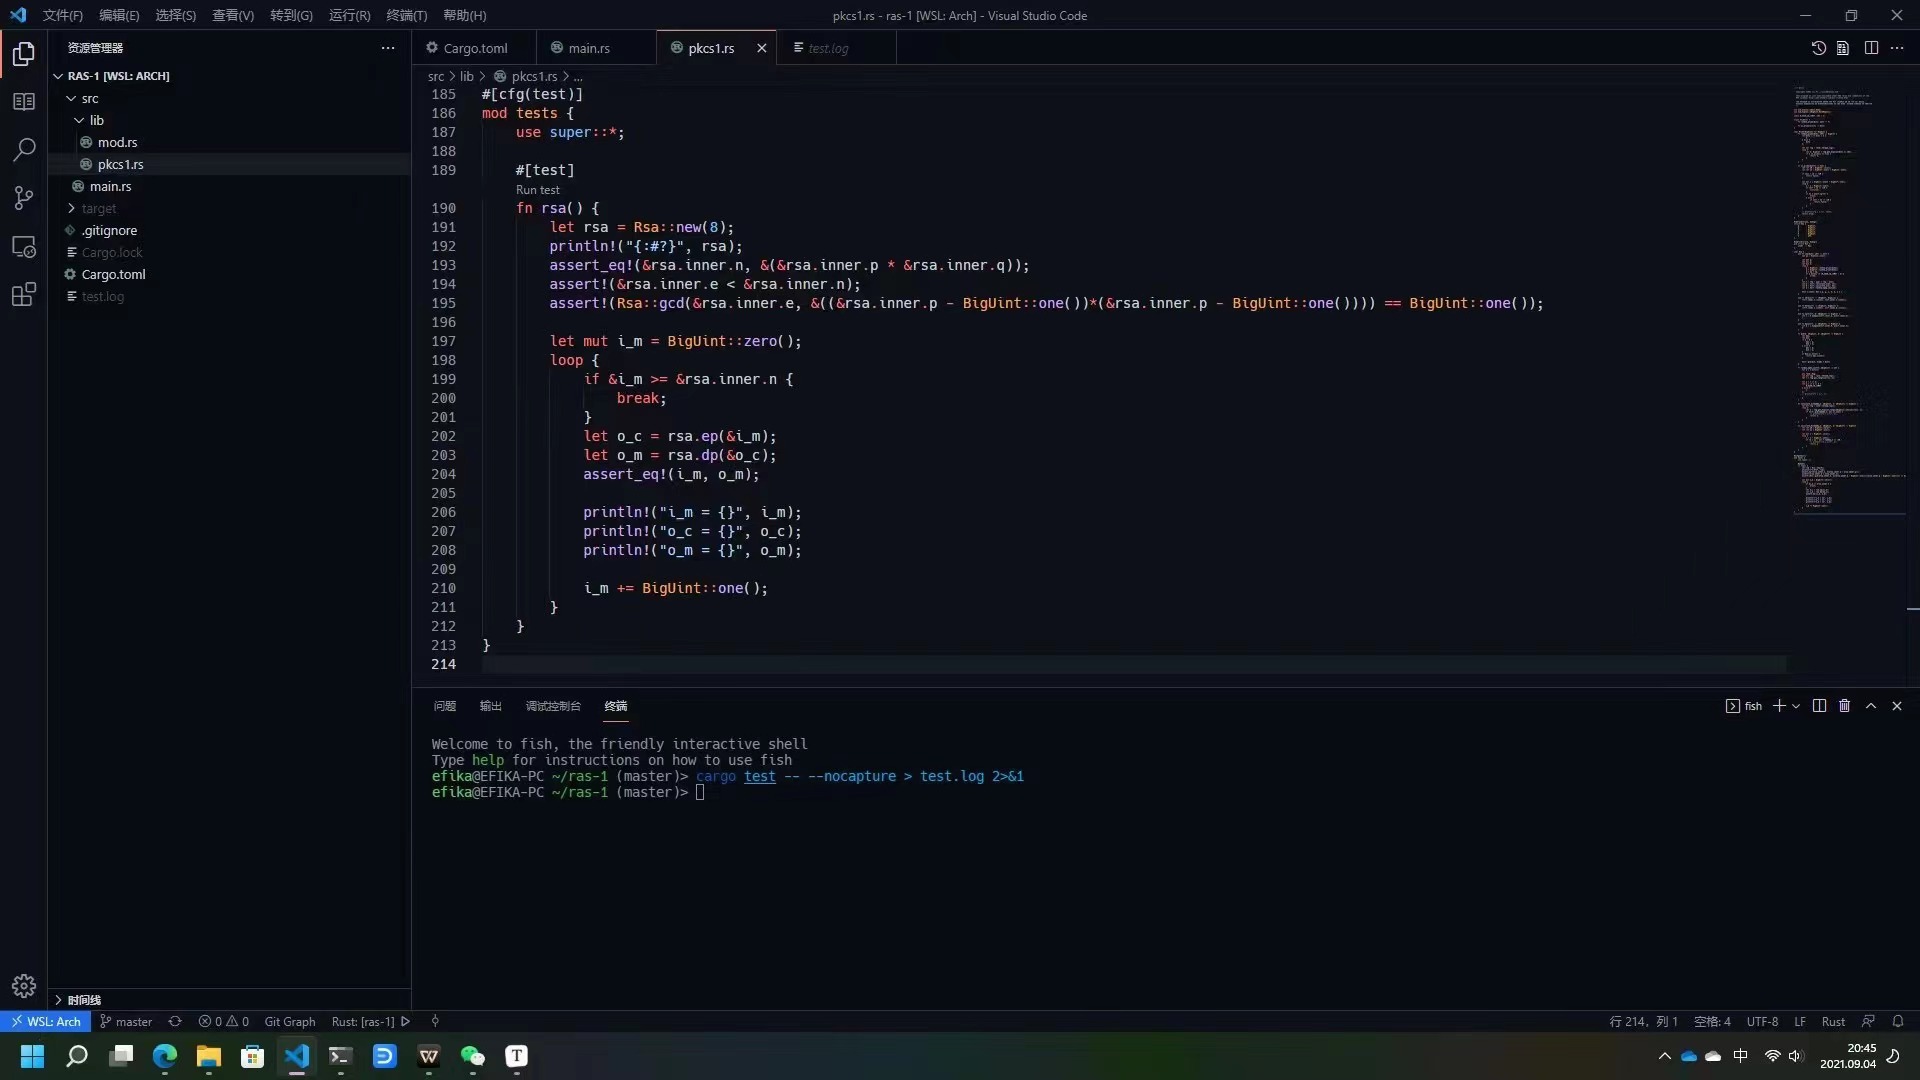 文件(F) 编辑(E) 选择(S) 查看(V) 转到(G) 运行(R) 终端(T) 帮助(H)
pkcs1.rs - ras-1 [WSL: Arch] - Visual Studio Code
资源管理器
RAS-1 [WSL: ARCH]
src
lib
mod.rs
pkcs1.rs
main.rs
target
.gitignore
Cargo.lock
Cargo.toml
test.log
时间线
Cargo.toml main.rs pkcs1.rs test.log
src > lib > pkcs1.rs > ...
185 #[cfg(test)]
186 mod tests {
187 use super::*;
188
189 #[test]
Run test
190 fn rsa() {
191 let rsa = Rsa::new(8);
192 println!("{:#?}", rsa);
193 assert_eq!(&rsa.inner.n, &(&rsa.inner.p * &rsa.inner.q));
194 assert!(&rsa.inner.e < &rsa.inner.n);
195 assert!(Rsa::gcd(&rsa.inner.e, &((&rsa.inner.p - BigUint::one())*(&rsa.inner.p - BigUint::one()))) == BigUint::one());
196
197 let mut i_m = BigUint::zero();
198 loop {
199 if &i_m >= &rsa.inner.n {
200 break;
201 }
202 let o_c = rsa.ep(&i_m);
203 let o_m = rsa.dp(&o_c);
204 assert_eq!(i_m, o_m);
205
206 println!("i_m = {}", i_m);
207 println!("o_c = {}", o_c);
208 println!("o_m = {}", o_m);
209
210 i_m += BigUint::one();
211 }
212 }
213 }
214
问题 输出 调试控制台 终端
fish
Welcome to fish, the friendly interactive shell
Type help for instructions on how to use fish
efika@EFIKA-PC ~/ras-1 (master)> cargo test -- --nocapture > test.log 2>&1
efika@EFIKA-PC ~/ras-1 (master)>
WSL: Arch master 0 0 Git Graph Rust: [ras-1]
行 214，列 1 空格: 4 UTF-8 LF Rust
中
20:45
2021.09.04